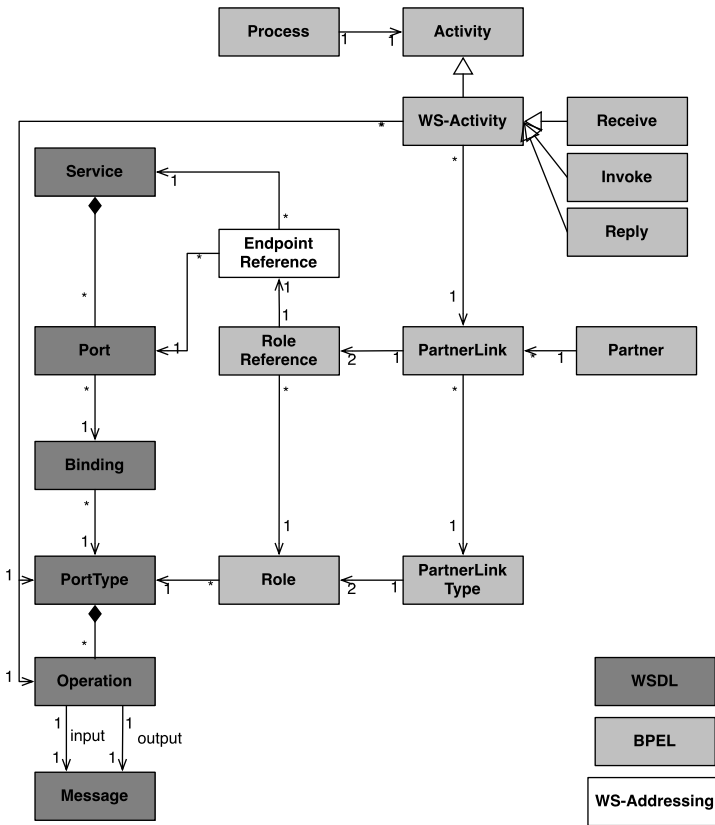 Process
1
1
Activity
*
WS-Activity
Receive
Service
1
*
Invoke
*
Endpoint
Reference
*
Reply
*
1
1
1
Port
1
Role
Reference
2
1
PartnerLink
*
1
Partner
*
*
*
1
Binding
*
1
1
1
1
PortType
1
*
Role
2
1
PartnerLink
Type
*
1
Operation
WSDL
1
input
1
output
1
1
BPEL
Message
WS-Addressing